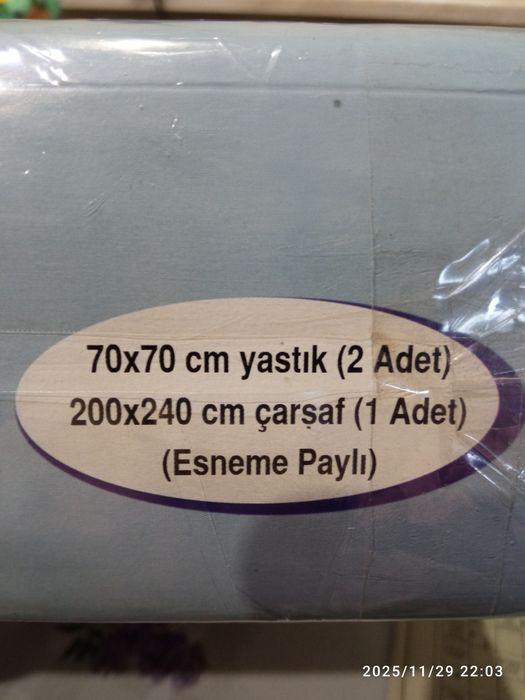 70x70 cm yastık (2 Adet)
200x240 cm çarşaf (1 Adet)
(Esneme Paylı)
2025/11/29 22:03